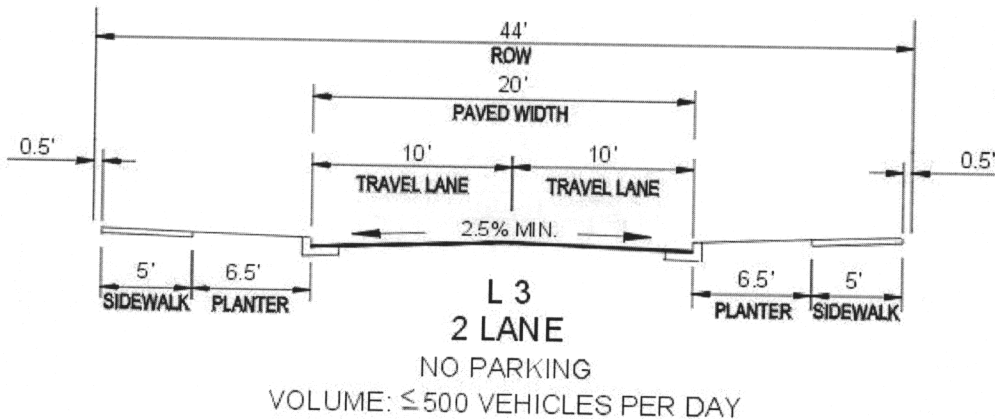 44'
ROW
20'
PAVED WIDTH
0.5'
10'
10'
0.5'
TRAVEL LANE
TRAVEL LANE
2.5% MIN.
5'
6.5'
6.5'
5'
SIDEWALK
PLANTER
PLANTER
SIDEWALK
L 3
2 LANE
NO PARKING
VOLUME: ≤500 VEHICLES PER DAY